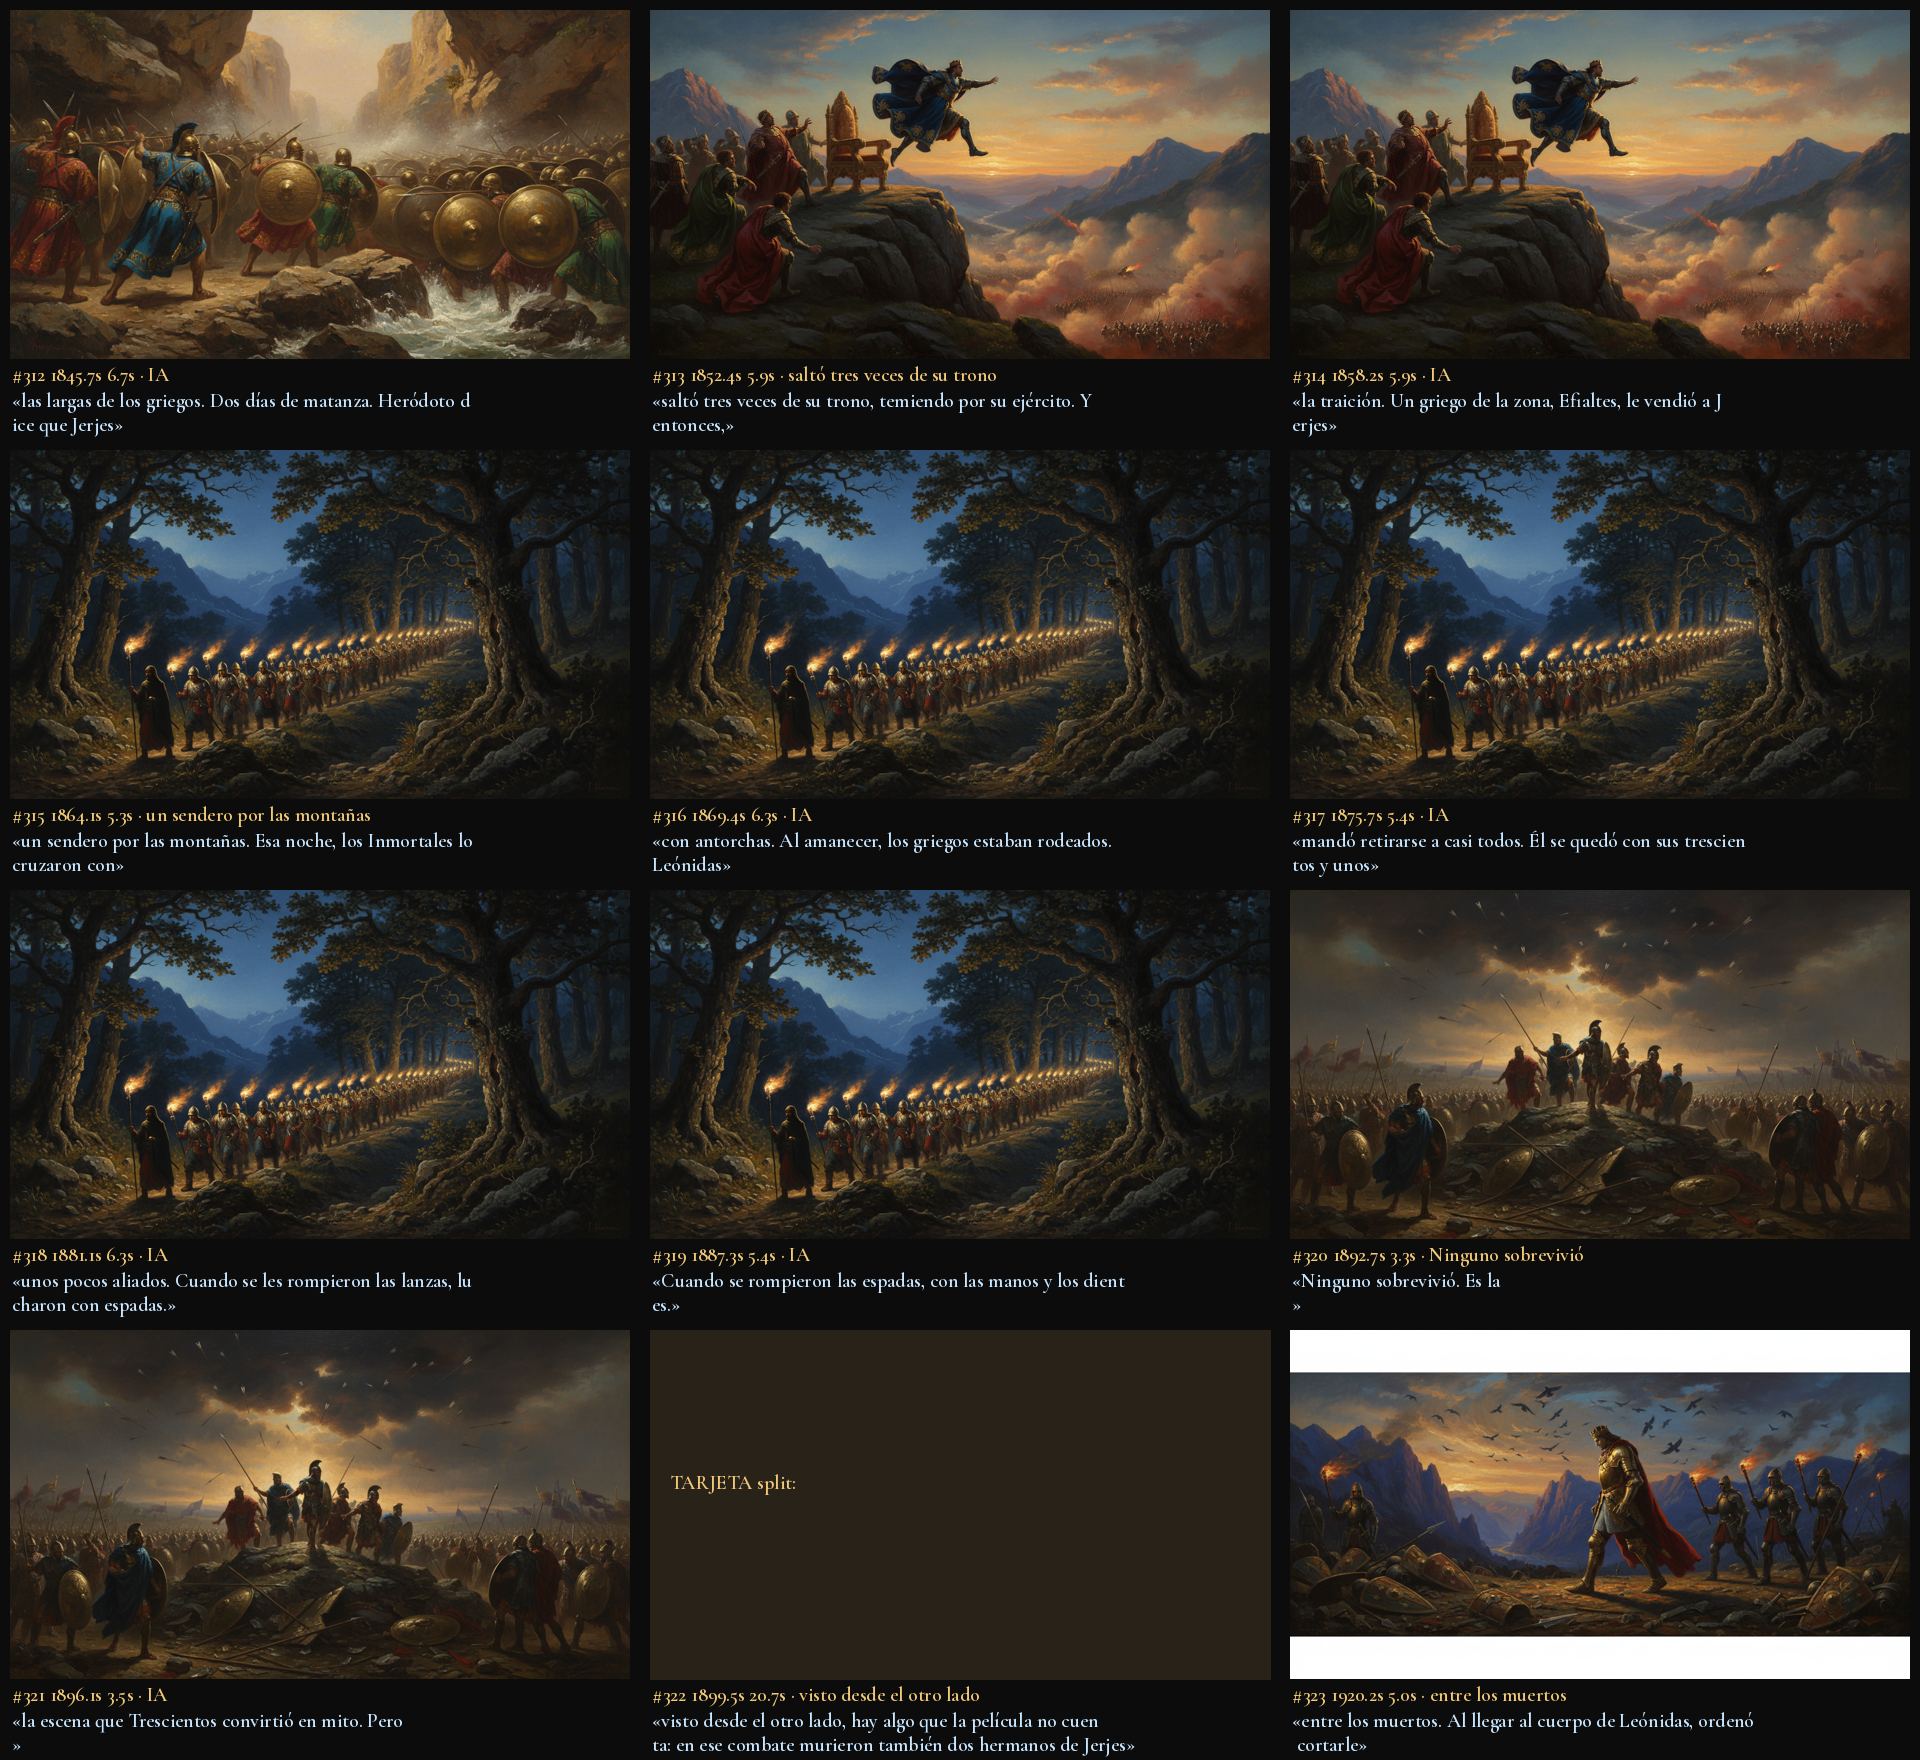 #312 1845.7s 6.7s · IA
«las largas de los griegos. Dos días de matanza. Heródoto d
ice que Jerjes»
#313 1852.4s 5.9s · saltó tres veces de su trono
«saltó tres veces de su trono, temiendo por su ejército. Y
entonces,»
#314 1858.2s 5.9s · IA
«la traición. Un griego de la zona, Efialtes, le vendió a J
erjes»
#315 1864.1s 5.3s · un sendero por las montañas
«un sendero por las montañas. Esa noche, los Inmortales lo
cruzaron con»
#316 1869.4s 6.3s · IA
«con antorchas. Al amanecer, los griegos estaban rodeados.
Leónidas»
#317 1875.7s 5.4s · IA
«mandó retirarse a casi todos. Él se quedó con sus trescien
tos y unos»
#318 1881.1s 6.3s · IA
«unos pocos aliados. Cuando se les rompieron las lanzas, lu
charon con espadas.»
#319 1887.3s 5.4s · IA
«Cuando se rompieron las espadas, con las manos y los dient
es.»
#320 1892.7s 3.3s · Ninguno sobrevivió
«Ninguno sobrevivió. Es la
»
#321 1896.1s 3.5s · IA
«la escena que Trescientos convirtió en mito. Pero
»
TARJETA split:
#322 1899.5s 20.7s · visto desde el otro lado
«visto desde el otro lado, hay algo que la película no cuen
ta: en ese combate murieron también dos hermanos de Jerjes»
#323 1920.2s 5.0s · entre los muertos
«entre los muertos. Al llegar al cuerpo de Leónidas, ordenó
cortarle»